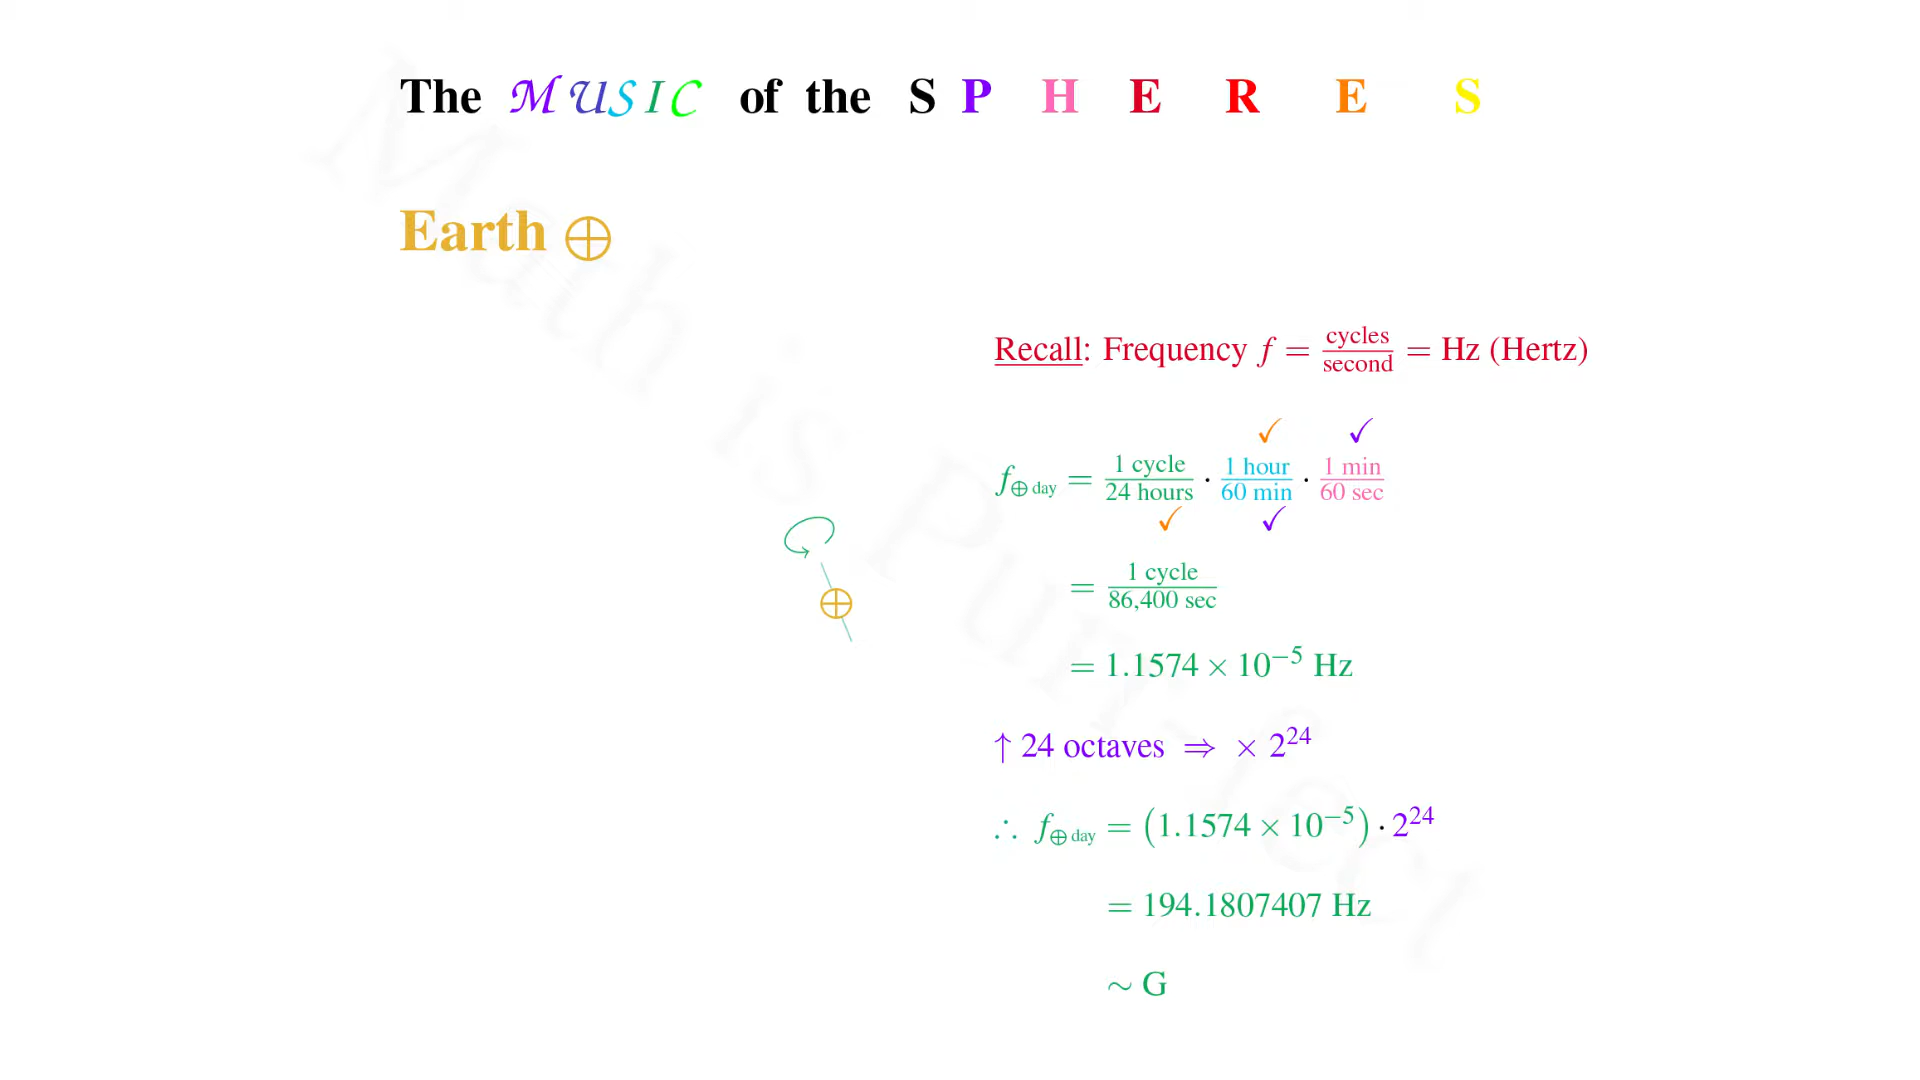 The MUSIC of the SPHERES
Earth ⊕
Recall: Frequency f = cycles/second = Hz (Hertz)
f⊕ day = 1 cycle/24 hours · 1 hour/60 min · 1 min/60 sec
= 1 cycle/86,400 sec
= 1.1574 × 10⁻⁵ Hz
↑ 24 octaves ⇒ × 2²⁴
∴ f⊕ day = (1.1574 × 10⁻⁵) · 2²⁴
= 194.1807407 Hz
∼ G
Math is Pun-fect